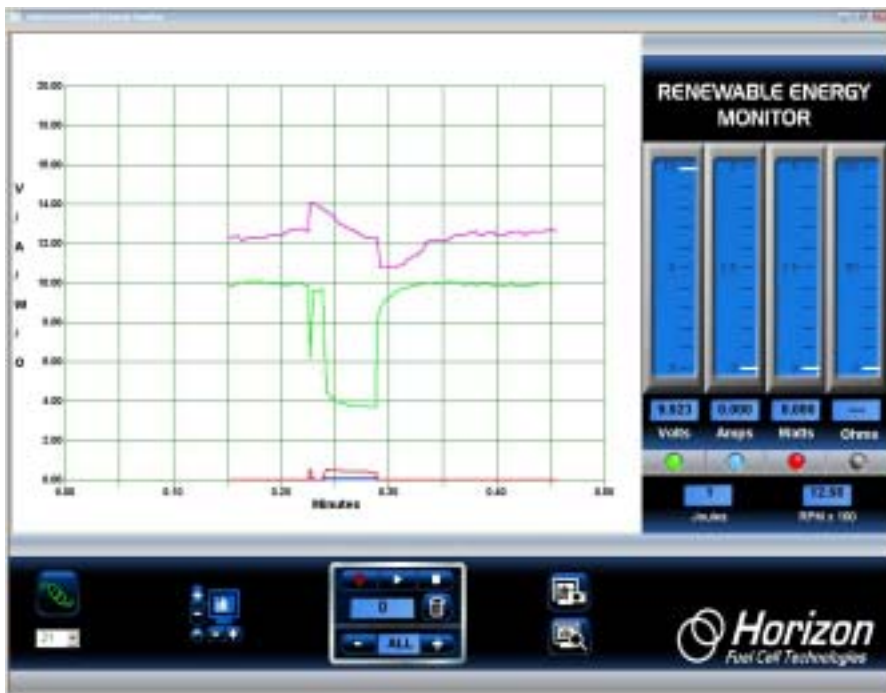 RENEWABLE ENERGY
MONITOR
20.00
18.00
16.00
14.00
12.00
10.00
8.00
6.00
4.00
2.00
0.00
V / A / W / O
0.00 0.10 0.20 0.30 0.40
Minutes
9.823 0.000 0.000 ---
Volts Amps Watts Ohms
1 12.58
Joules RPM x 100
21
0
ALL
Horizon
Fuel Cell Technologies